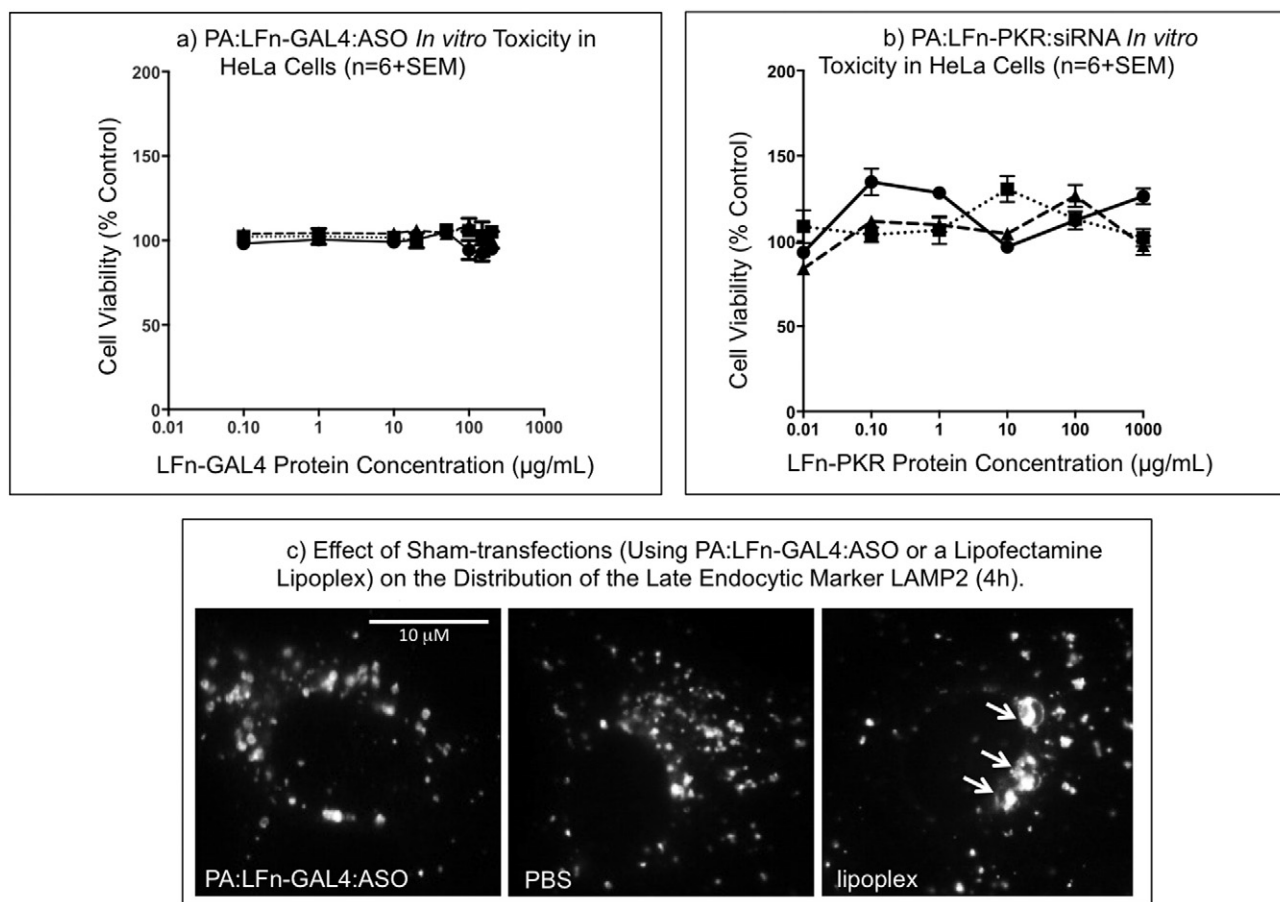 a) PA:LFn-GAL4:ASO In vitro Toxicity in
HeLa Cells (n=6+SEM)
200
150
100
50
0
0.01 0.10 1 10 100 1000
Cell Viability (% Control)
LFn-GAL4 Protein Concentration (µg/mL)
b) PA:LFn-PKR:siRNA In vitro
Toxicity in HeLa Cells (n=6+SEM)
200
150
100
50
0
0.01 0.1 1 10 100 1000
Cell Viability (% Control)
LFn-PKR Protein Concentration (µg/mL)
c) Effect of Sham-transfections (Using PA:LFn-GAL4:ASO or a Lipofectamine
Lipoplex) on the Distribution of the Late Endocytic Marker LAMP2 (4h).
10 µM
PA:LFn-GAL4:ASO
PBS
lipoplex